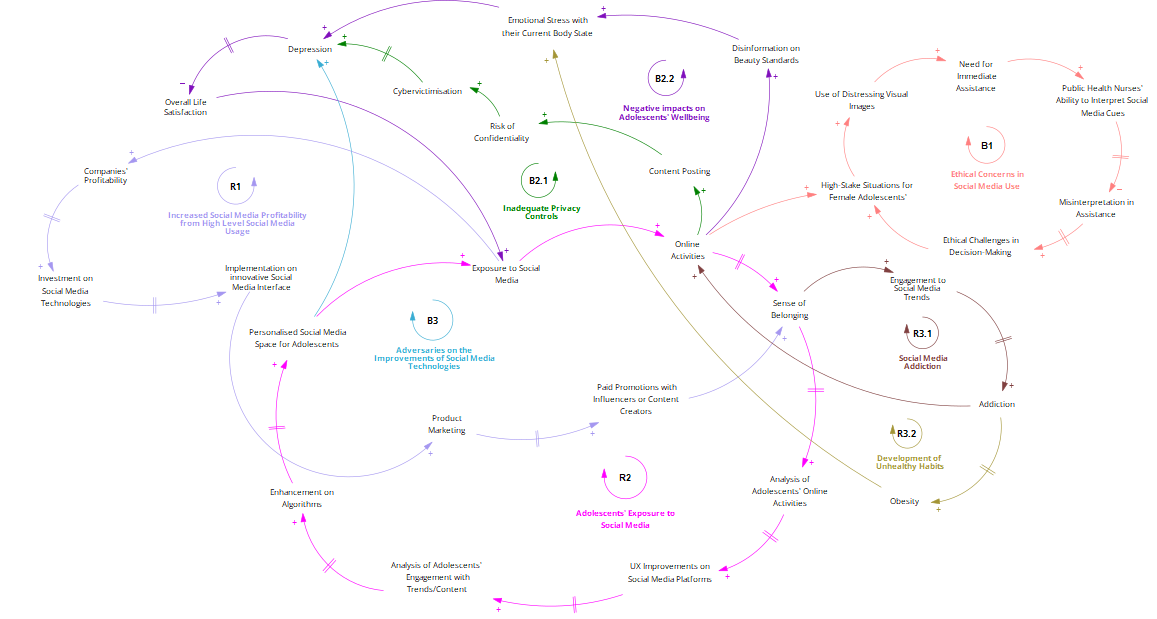 Emotional Stress with
their Current Body State
Depression
Disinformation on
Beauty Standards
B2.2
Negative impacts on
Adolescents' Wellbeing
Cybervictimisation
Overall Life
Satisfaction
Risk of
Confidentiality
Need for
Immediate
Assistance
Use of Distressing Visual
Images
Public Health Nurses'
Ability to Interpret Social
Media Cues
B1
Ethical Concerns in
Social Media Use
Companies'
Profitability
R1
Increased Social Media Profitability
from High Level Social Media
Usage
B2.1
Inadequate Privacy
Controls
Content Posting
High-Stake Situations for
Female Adolescents'
Misinterpretation in
Assistance
Ethical Challenges in
Decision-Making
Online
Activities
Exposure to Social
Media
Investment on
Social Media
Technologies
Implementation on
innovative Social
Media Interface
Sense of
Belonging
Engagement to
Social Media
Trends
Personalised Social Media
Space for Adolescents
B3
Adversaries on the
Improvements of Social Media
Technologies
R3.1
Social Media
Addiction
Addiction
Paid Promotions with
Influencers or Content
Creators
Product
Marketing
R3.2
Development of
Unhealthy Habits
Obesity
R2
Adolescents' Exposure to
Social Media
Analysis of
Adolescents' Online
Activities
Enhancement on
Algorithms
Analysis of Adolescents'
Engagement with
Trends/Content
UX Improvements on
Social Media Platforms